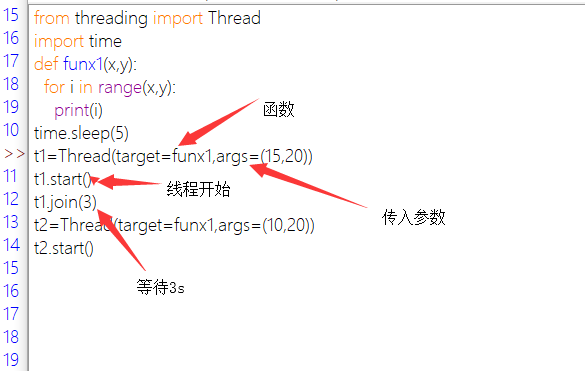 15 from threading import Thread
16 import time
17 def funx1(x,y):
18 for i in range(x,y):
19 print(i)
函数
10 time.sleep(5)
>> t1=Thread(target=funx1,args=(15,20))
11 t1.start()
线程开始
12 t1.join(3)
传入参数
13 t2=Thread(target=funx1,args=(10,20))
14 t2.start()
15
等待3s
16
17
18
19